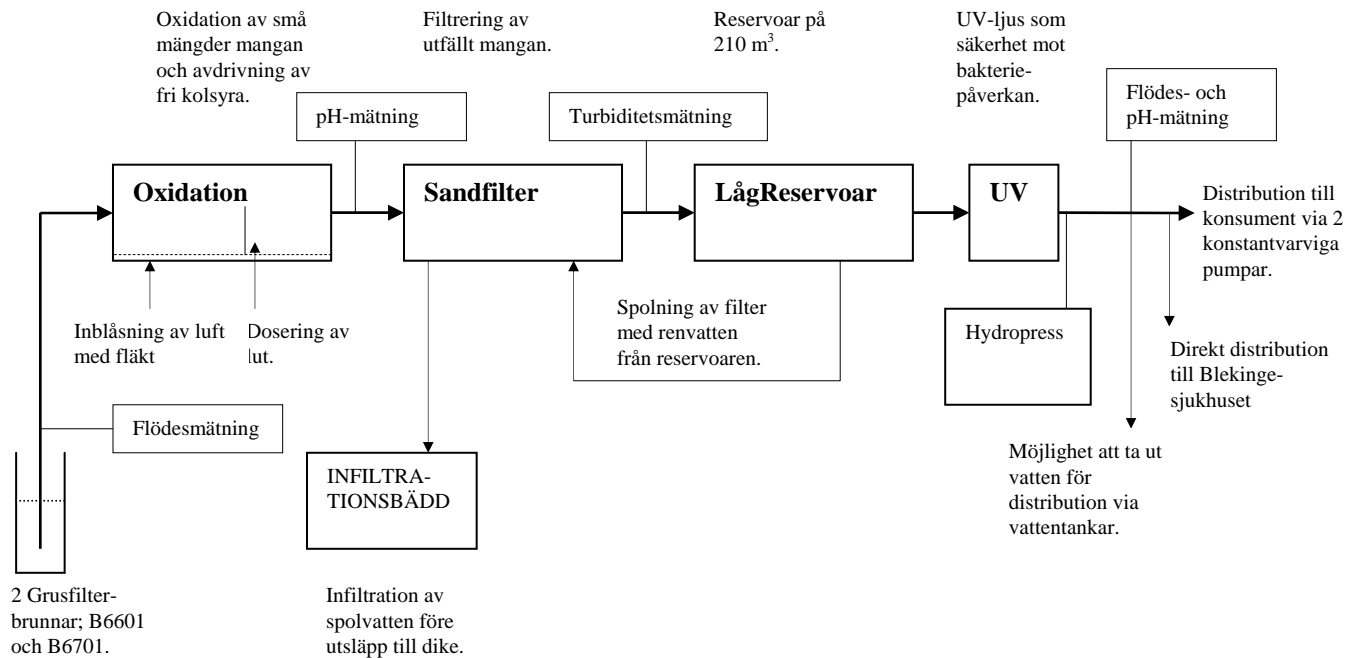 Oxidation av små
mängder mangan
och avdrivning av
fri kolsyra.
Filtrering av
utfällt mangan.
Reservoar på
210 m³.
UV-ljus som
säkerhet mot
bakterie-
påverkan.
pH-mätning
Turbiditetsmätning
Flödes- och
pH-mätning
Oxidation
Sandfilter
LågReservoar
UV
Distribution till
konsument via 2
konstantvarviga
pumpar.
Inblåsning av luft
med fläkt
Dosering av
lut.
Spolning av filter
med renvatten
från reservoaren.
Hydropress
Direkt distribution
till Blekinge-
sjukhuset
Flödesmätning
INFILTRA-
TIONSBÄDD
Möjlighet att ta ut
vatten för
distribution via
vattentankar.
2 Grusfilter-
brunnar; B6601
och B6701.
Infiltration av
spolvatten före
utsläpp till dike.